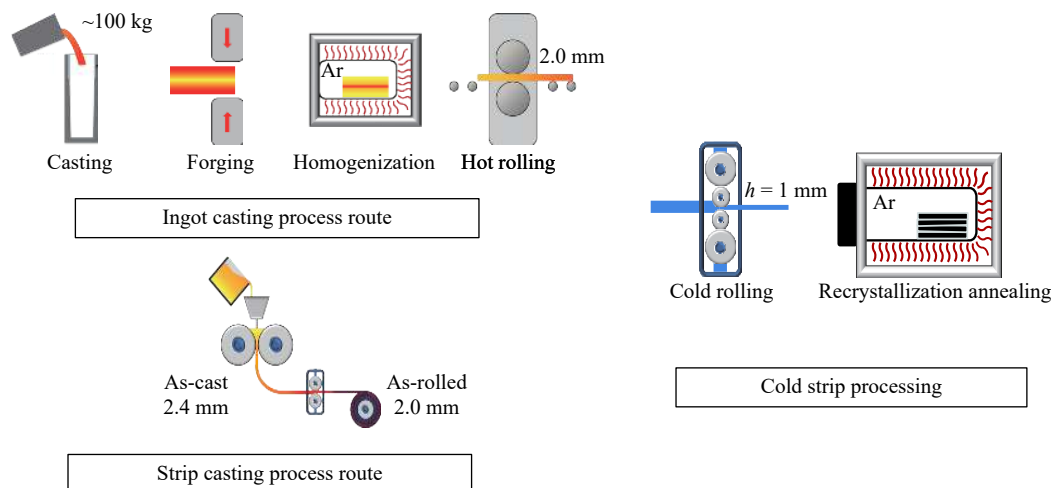 ~100 kg
Ar
2.0 mm
Casting
Forging
Homogenization
Hot rolling
Ingot casting process route
As-cast
2.4 mm
As-rolled
2.0 mm
Strip casting process route
h = 1 mm
Ar
Cold rolling
Recrystallization annealing
Cold strip processing